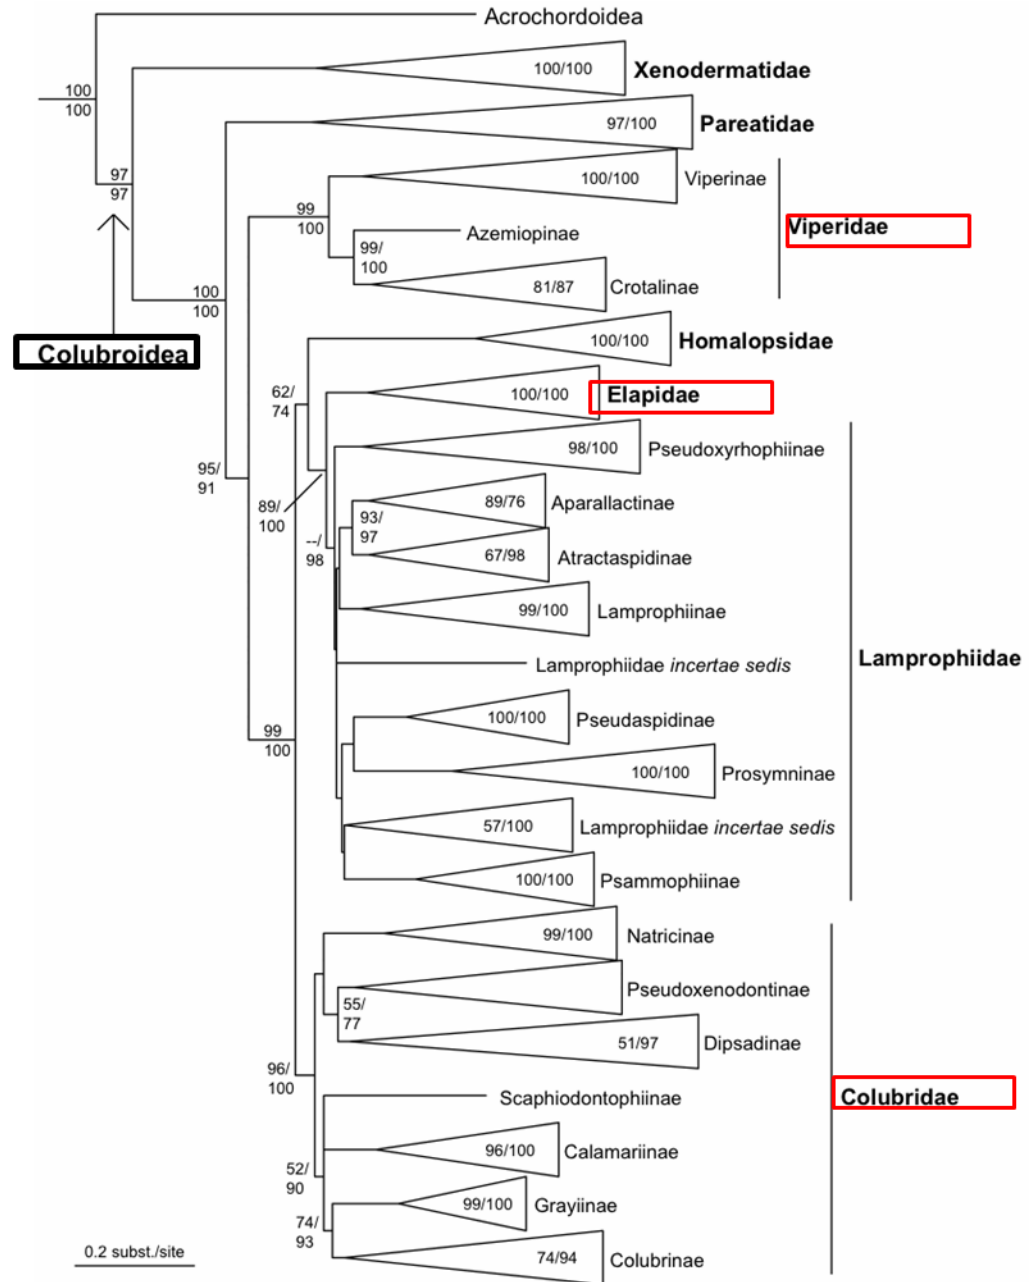 Acrochordoidea
100/100
Xenodermatidae
100
100
97/100
Pareatidae
97
97
100/100
Viperinae
99
100
Viperidae
Azemiopinae
99/
100
81/87
Crotalinae
100
100
100/100
Homalopsidae
Colubroidea
62/
74
100/100
Elapidae
98/100
Pseudoxyrhophiinae
95/
91
89/
100
89/76
Aparallactinae
93/
97
--/
98
67/98
Atractaspidinae
99/100
Lamprophiinae
Lamprophiidae incertae sedis
Lamprophiidae
100/100
Pseudaspidinae
99
100
100/100
Prosymninae
57/100
Lamprophiidae incertae sedis
100/100
Psammophiinae
99/100
Natricinae
Pseudoxenodontinae
55/
77
51/97
Dipsadinae
96/
100
Scaphiodontophiinae
Colubridae
96/100
Calamariinae
52/
90
99/100
Grayiinae
74/
93
0.2 subst./site
74/94
Colubrinae